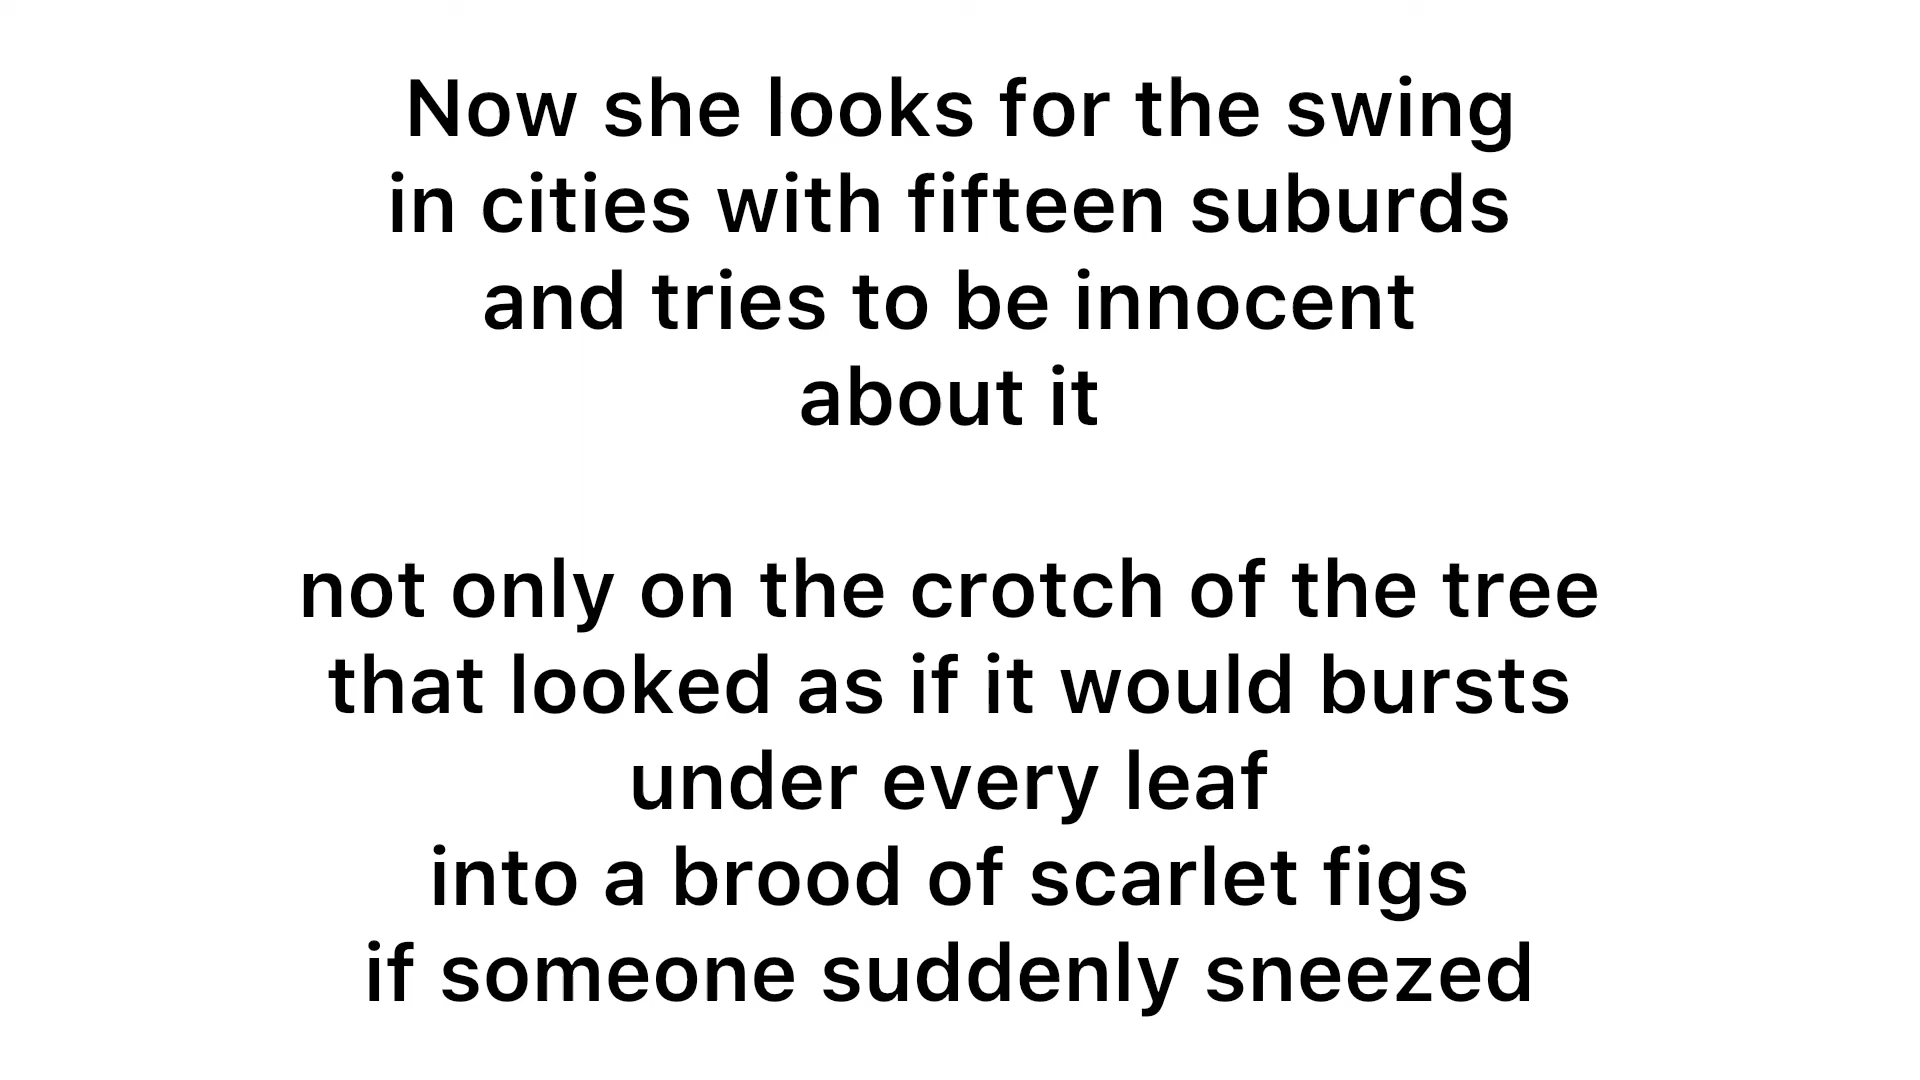 Now she looks for the swing
in cities with fifteen suburds
and tries to be innocent
about it
not only on the crotch of the tree
that looked as if it would bursts
under every leaf
into a brood of scarlet figs
if someone suddenly sneezed